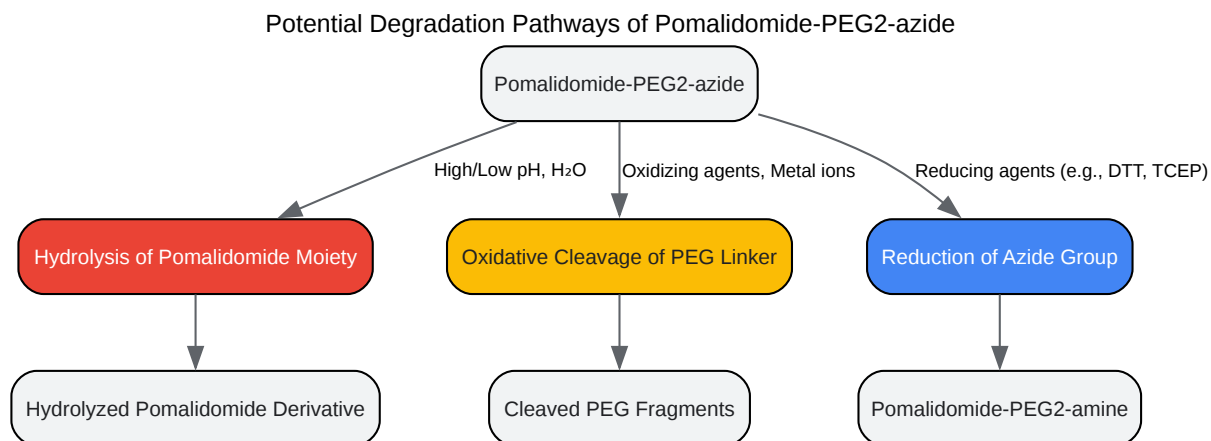 Potential Degradation Pathways of Pomalidomide-PEG2-azide
Pomalidomide-PEG2-azide
High/Low pH, H₂O
Oxidizing agents, Metal ions
Reducing agents (e.g., DTT, TCEP)
Hydrolysis of Pomalidomide Moiety
Oxidative Cleavage of PEG Linker
Reduction of Azide Group
Hydrolyzed Pomalidomide Derivative
Cleaved PEG Fragments
Pomalidomide-PEG2-amine